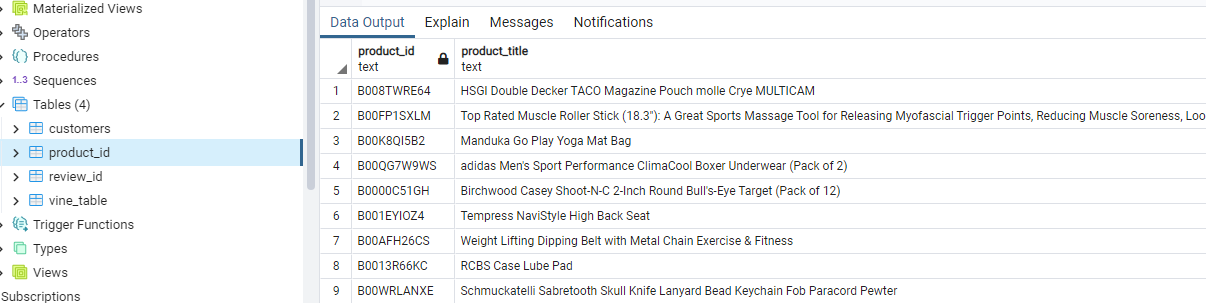 Materialized Views
Operators
Procedures
1..3 Sequences
Tables (4)
customers
product_id
review_id
vine_table
Trigger Functions
Types
Views
Subscriptions
Data Output Explain Messages Notifications
product_id product_title
text text
1 B008TWRE64 HSGI Double Decker TACO Magazine Pouch molle Crye MULTICAM
2 B00FP1SXLM Top Rated Muscle Roller Stick (18.3"): A Great Sports Massage Tool for Releasing Myofascial Trigger Points, Reducing Muscle Soreness, Loo
3 B00K8QI5B2 Manduka Go Play Yoga Mat Bag
4 B00QG7W9WS adidas Men's Sport Performance ClimaCool Boxer Underwear (Pack of 2)
5 B0000C51GH Birchwood Casey Shoot-N-C 2-Inch Round Bull's-Eye Target (Pack of 12)
6 B001EYIOZ4 Tempress NaviStyle High Back Seat
7 B00AFH26CS Weight Lifting Dipping Belt with Metal Chain Exercise & Fitness
8 B0013R66KC RCBS Case Lube Pad
9 B00WRLANXE Schmuckatelli Sabretooth Skull Knife Lanyard Bead Keychain Fob Paracord Pewter